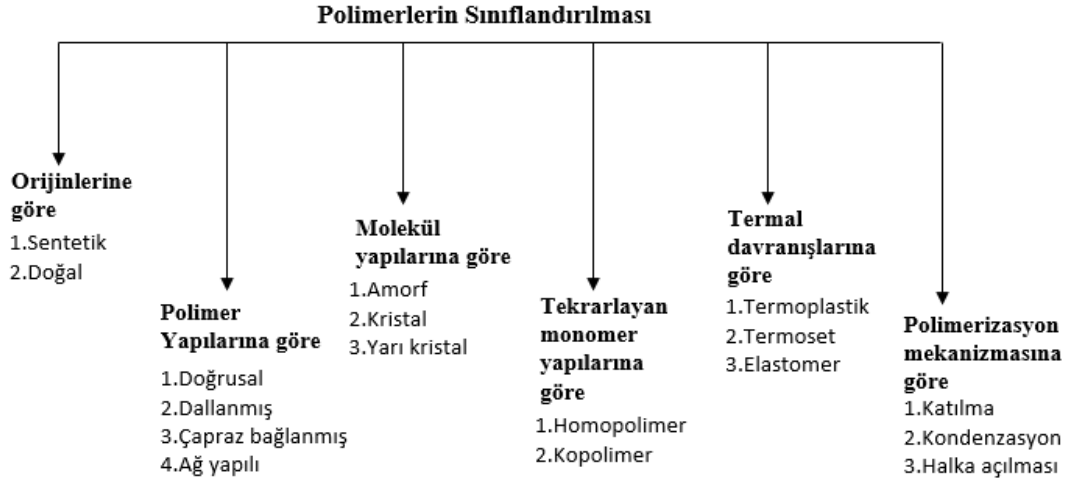 Polimerlerin Sınıflandırılması
Orijinlerine
göre
1.Sentetik
2.Doğal
Polimer
Yapılarına göre
1.Doğrusal
2.Dallanmış
3.Çapraz bağlanmış
4.Ağ yapılı
Molekül
yapılarına göre
1.Amorf
2.Kristal
3.Yarı kristal
Tekrarlayan
monomer
yapılarına
göre
1.Homopolimer
2.Kopolimer
Termal
davranışlarına
göre
1.Termoplastik
2.Termoset
3.Elastomer
Polimerizasyon
mekanizmasına
göre
1.Katılma
2.Kondenzasyon
3.Halka açılması